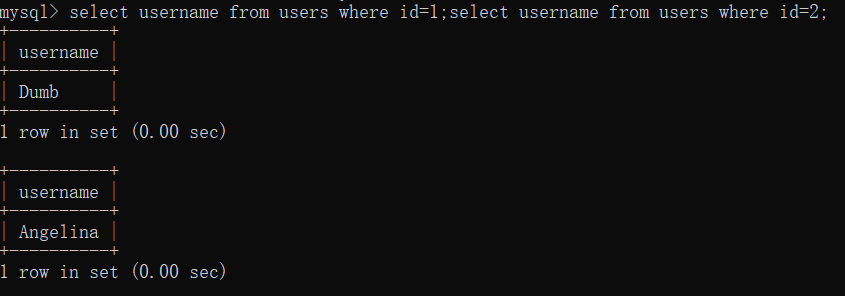 mysql> select username from users where id=1;select username from users where id=2;
+----------+
| username |
+----------+
| Dumb     |
+----------+
1 row in set (0.00 sec)

+----------+
| username |
+----------+
| Angelina |
+----------+
1 row in set (0.00 sec)